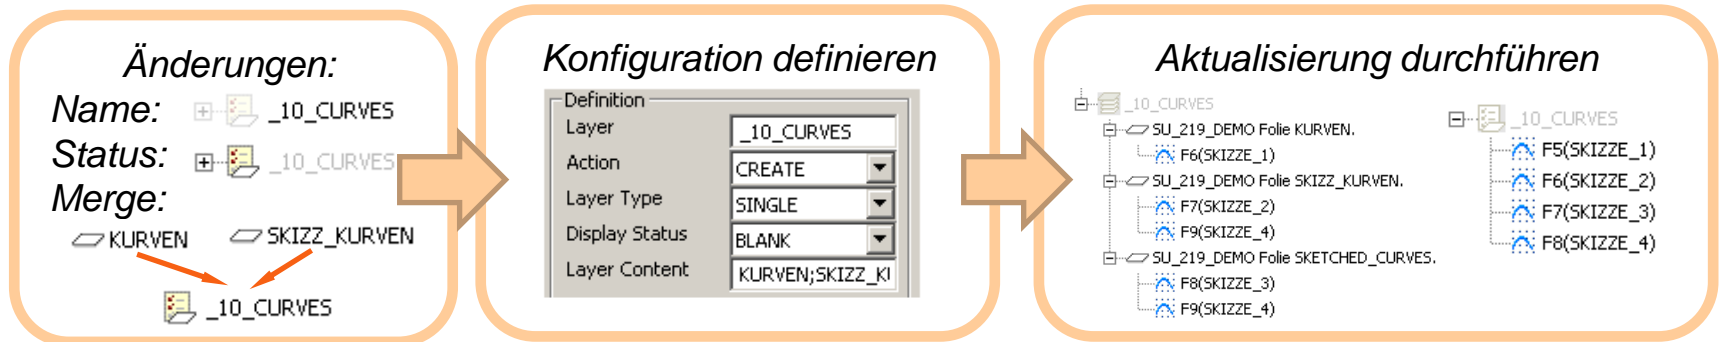 Änderungen:
Name: _10_CURVES
Status: _10_CURVES
Merge:
KURVEN SKIZZ_KURVEN
_10_CURVES
Konfiguration definieren
Definition
Layer _10_CURVES
Action CREATE
Layer Type SINGLE
Display Status BLANK
Layer Content KURVEN;SKIZZ_KU
Aktualisierung durchführen
_10_CURVES
SU_219_DEMO Folie KURVEN.
F6(SKIZZE_1)
SU_219_DEMO Folie SKIZZ_KURVEN.
F7(SKIZZE_2)
F9(SKIZZE_4)
SU_219_DEMO Folie SKETCHED_CURVES.
F8(SKIZZE_3)
F9(SKIZZE_4)
_10_CURVES
F5(SKIZZE_1)
F6(SKIZZE_2)
F7(SKIZZE_3)
F8(SKIZZE_4)